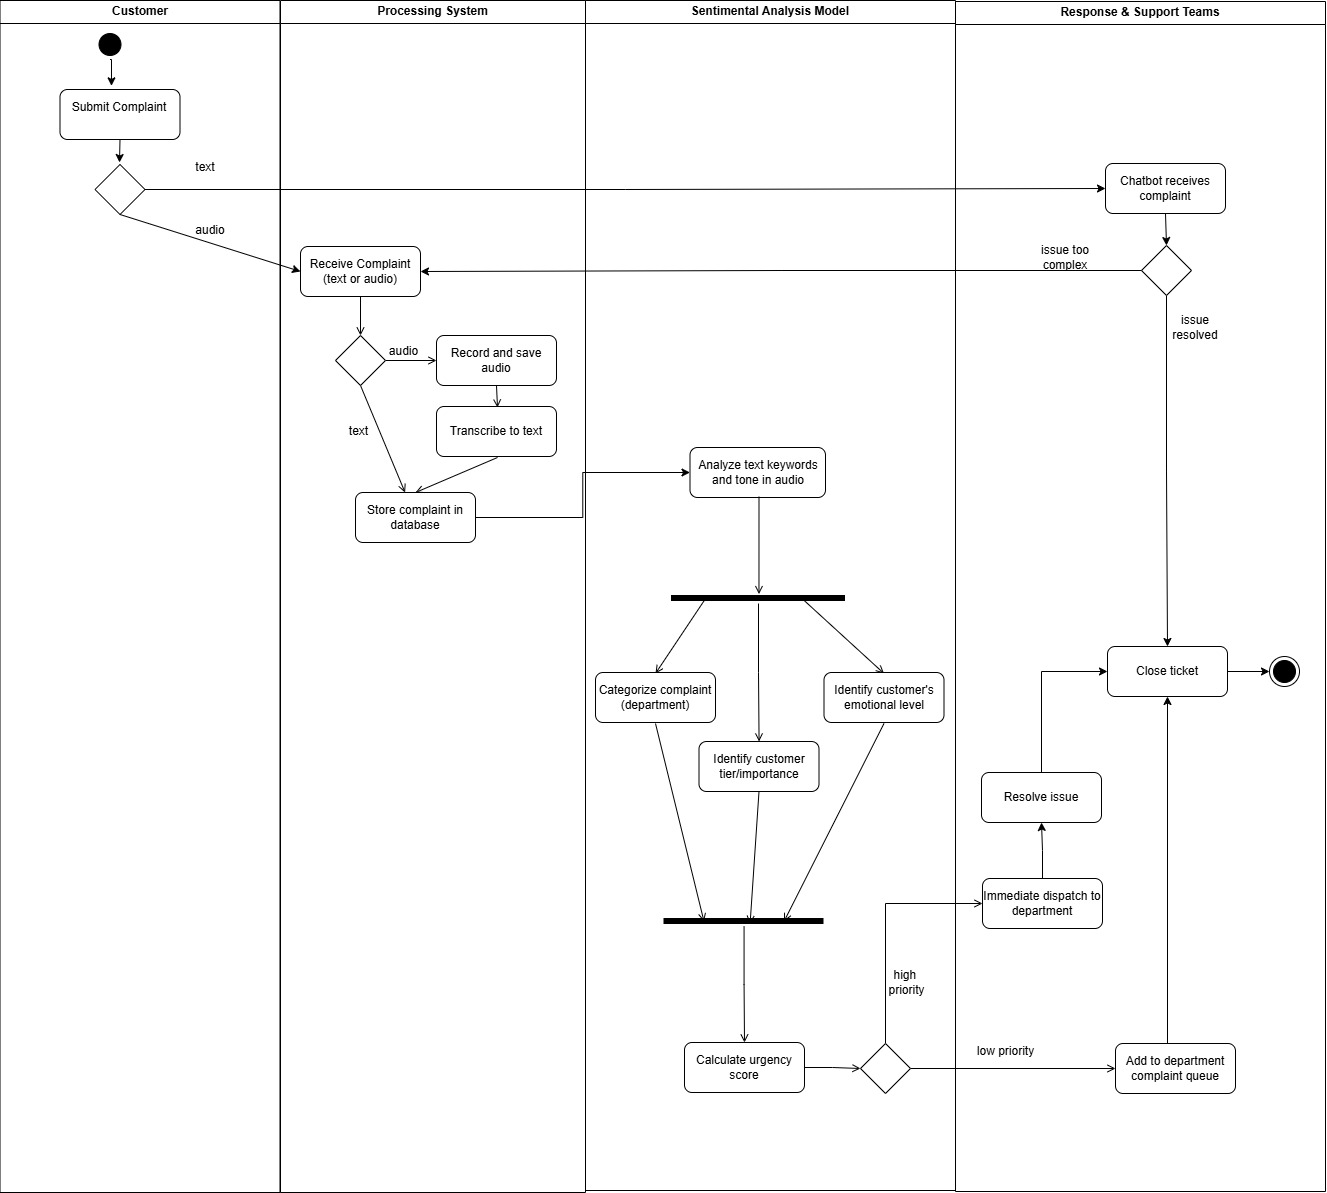 Customer
Processing System
Sentimental Analysis Model
Response & Support Teams
Submit Complaint
text
Chatbot receives
complaint
audio
issue too
complex
Receive Complaint
(text or audio)
issue
resolved
audio
Record and save
audio
text
Transcribe to text
Analyze text keywords
and tone in audio
Store complaint in
database
Close ticket
Categorize complaint
(department)
Identify customer's
emotional level
Identify customer
tier/importance
Resolve issue
Immediate dispatch to
department
high
priority
low priority
Calculate urgency
score
Add to department
complaint queue